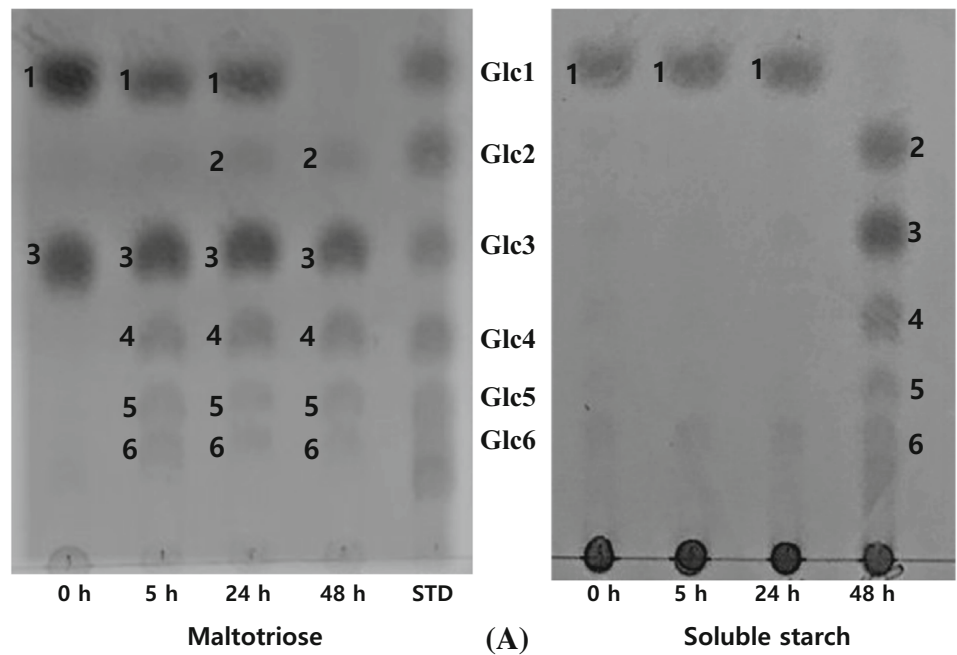 1 1 1 Glc1 1 1 1
2 2 Glc2 2
3 3 3 3 Glc3 3
4 4 4 Glc4 4
5 5 5 Glc5 5
6 6 6 Glc6 6
0 h 5 h 24 h 48 h STD 0 h 5 h 24 h 48 h
Maltotriose (A) Soluble starch